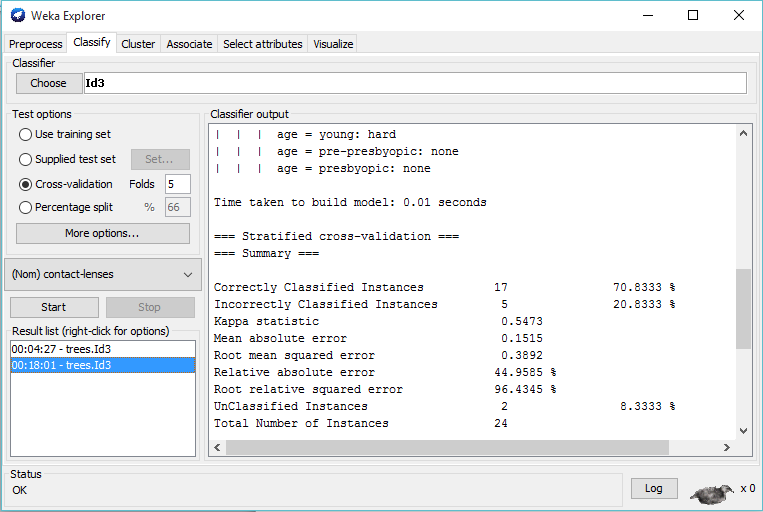 Weka Explorer
Preprocess Classify Cluster Associate Select attributes Visualize
Classifier
Choose Id3
Test options
Use training set
Supplied test set Set...
Cross-validation Folds 5
Percentage split % 66
More options...
(Nom) contact-lenses
Start Stop
Result list (right-click for options)
00:04:27 - trees.Id3
00:18:01 - trees.Id3
Classifier output
| | | age = young: hard
| | | age = pre-presbyopic: none
| | | age = presbyopic: none
Time taken to build model: 0.01 seconds
=== Stratified cross-validation ===
=== Summary ===
Correctly Classified Instances 17 70.8333 %
Incorrectly Classified Instances 5 20.8333 %
Kappa statistic 0.5473
Mean absolute error 0.1515
Root mean squared error 0.3892
Relative absolute error 44.9585 %
Root relative squared error 96.4345 %
UnClassified Instances 2 8.3333 %
Total Number of Instances 24
Status
OK
Log x 0